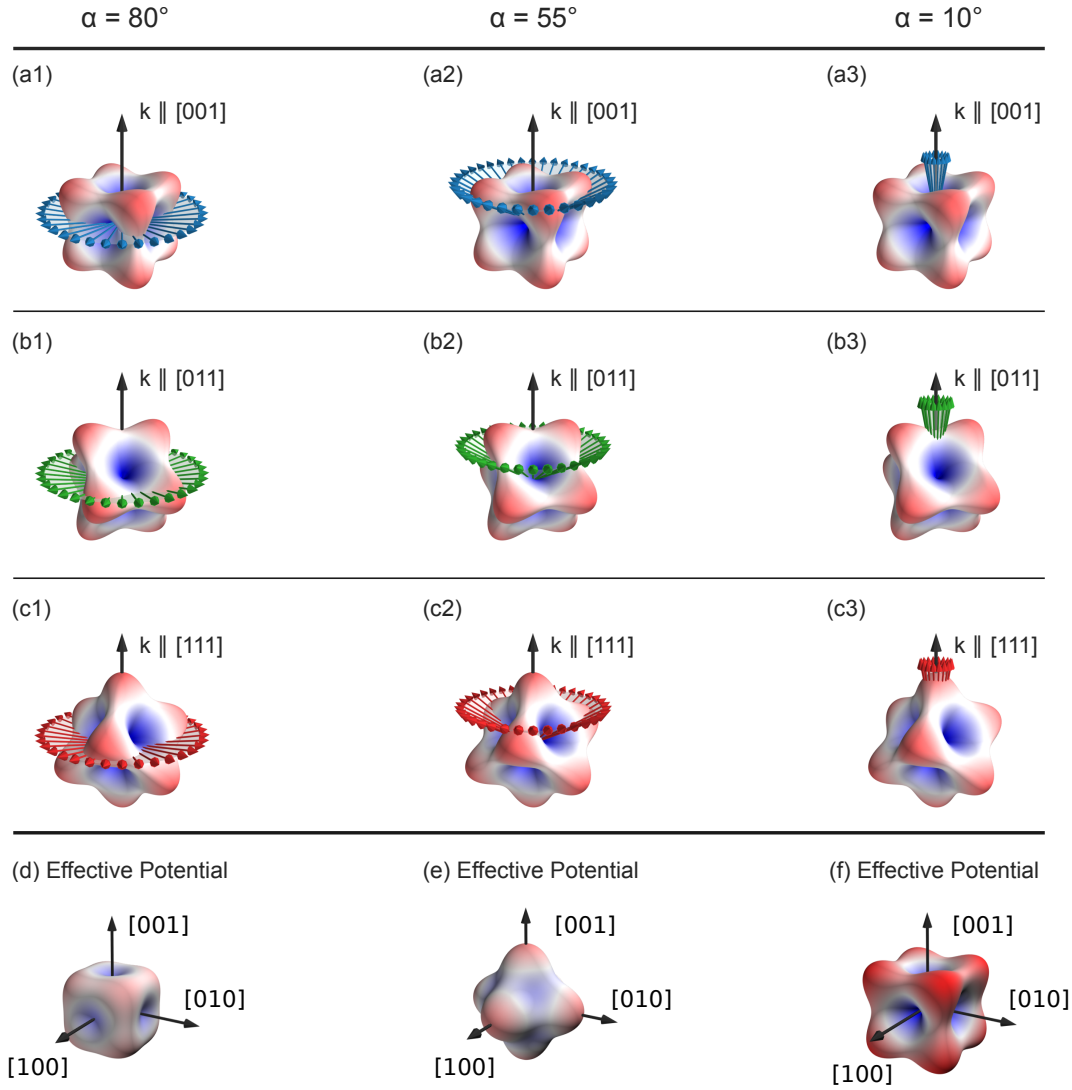 α = 80° α = 55° α = 10°
(a1) (a2) (a3)
k ∥ [001] k ∥ [001] k ∥ [001]
(b1) (b2) (b3)
k ∥ [011] k ∥ [011] k ∥ [011]
(c1) (c2) (c3)
k ∥ [111] k ∥ [111] k ∥ [111]
(d) Effective Potential (e) Effective Potential (f) Effective Potential
[001] [001] [001]
[010] [010] [010]
[100] [100] [100]